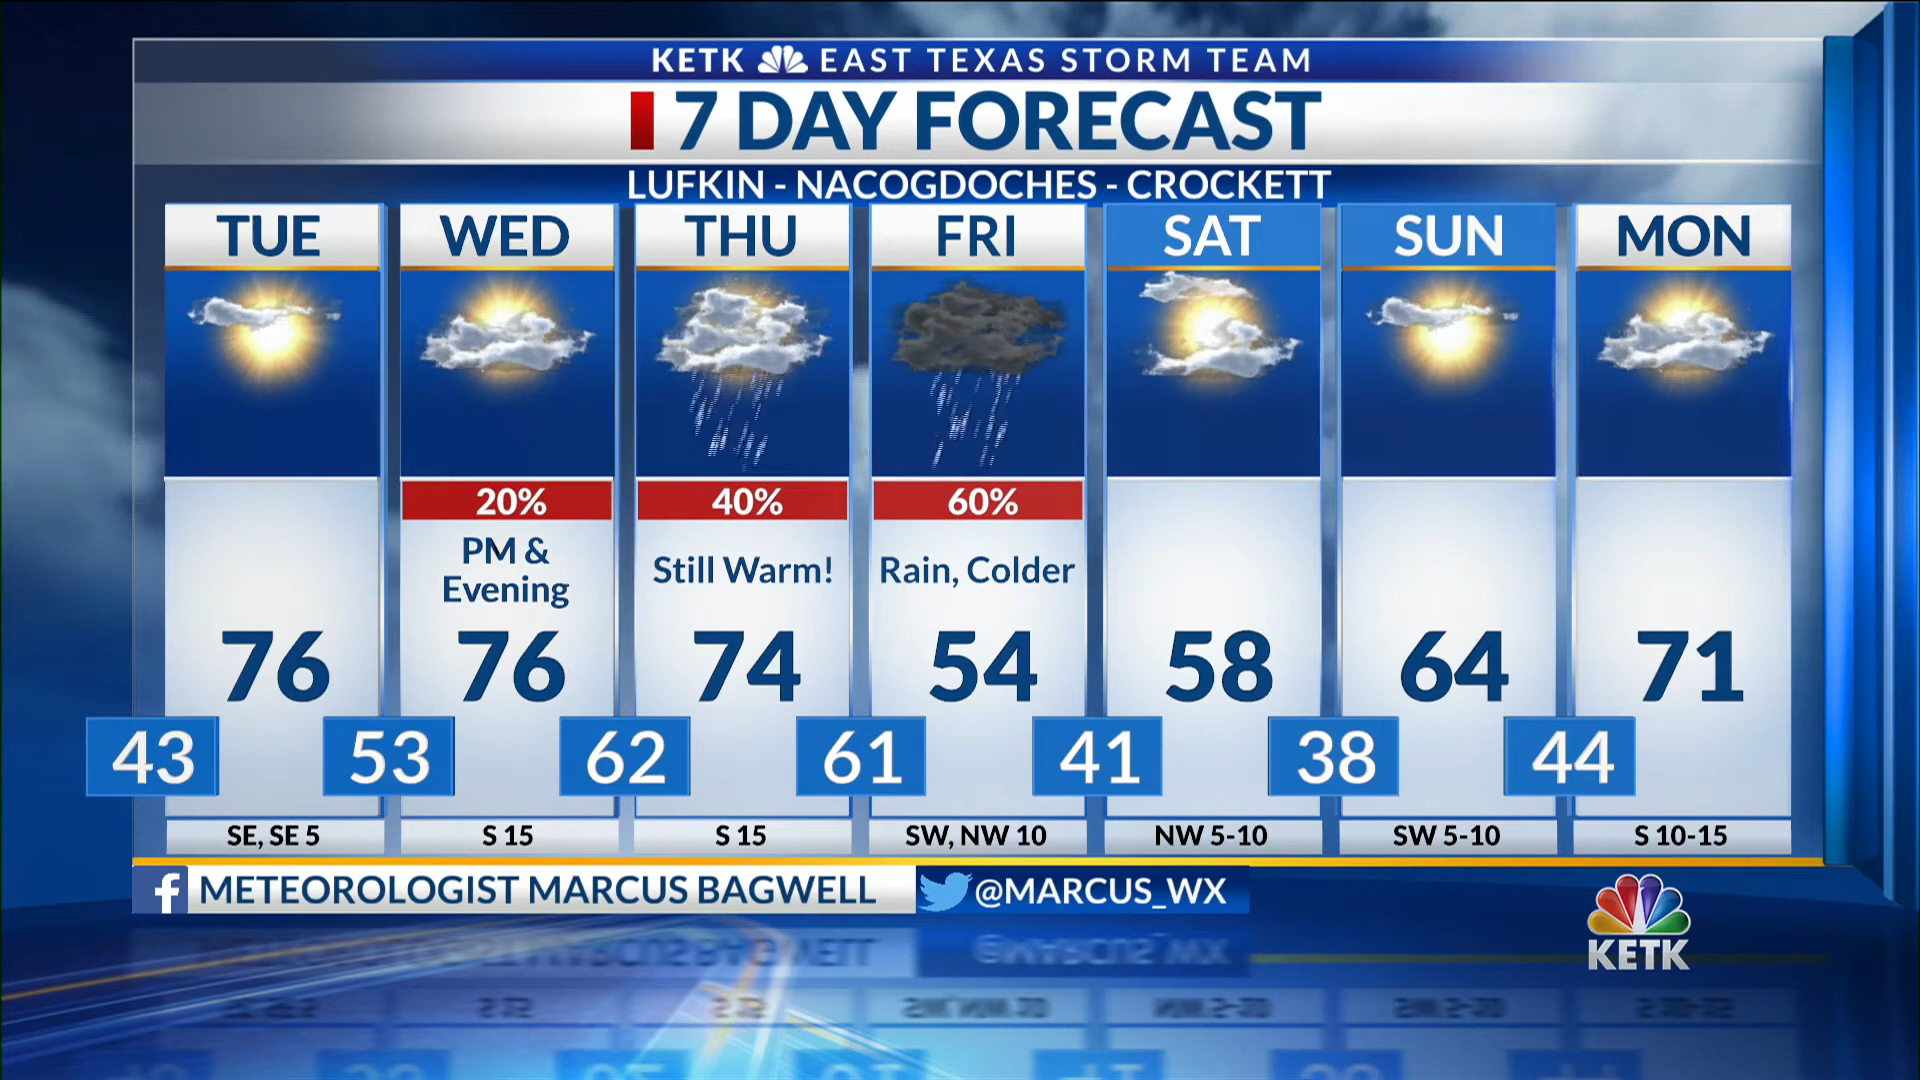 KETK EAST TEXAS STORM TEAM
7 DAY FORECAST
LUFKIN - NACOGDOCHES - CROCKETT
TUE WED THU FRI SAT SUN MON
20% 40% 60%
PM &
Evening
Still Warm! Rain, Colder
76 76 74 54 58 64 71
43 53 62 61 41 38 44
SE, SE 5 S 15 S 15 SW, NW 10 NW 5-10 SW 5-10 S 10-15
f METEOROLOGIST MARCUS BAGWELL @MARCUS_WX
KETK